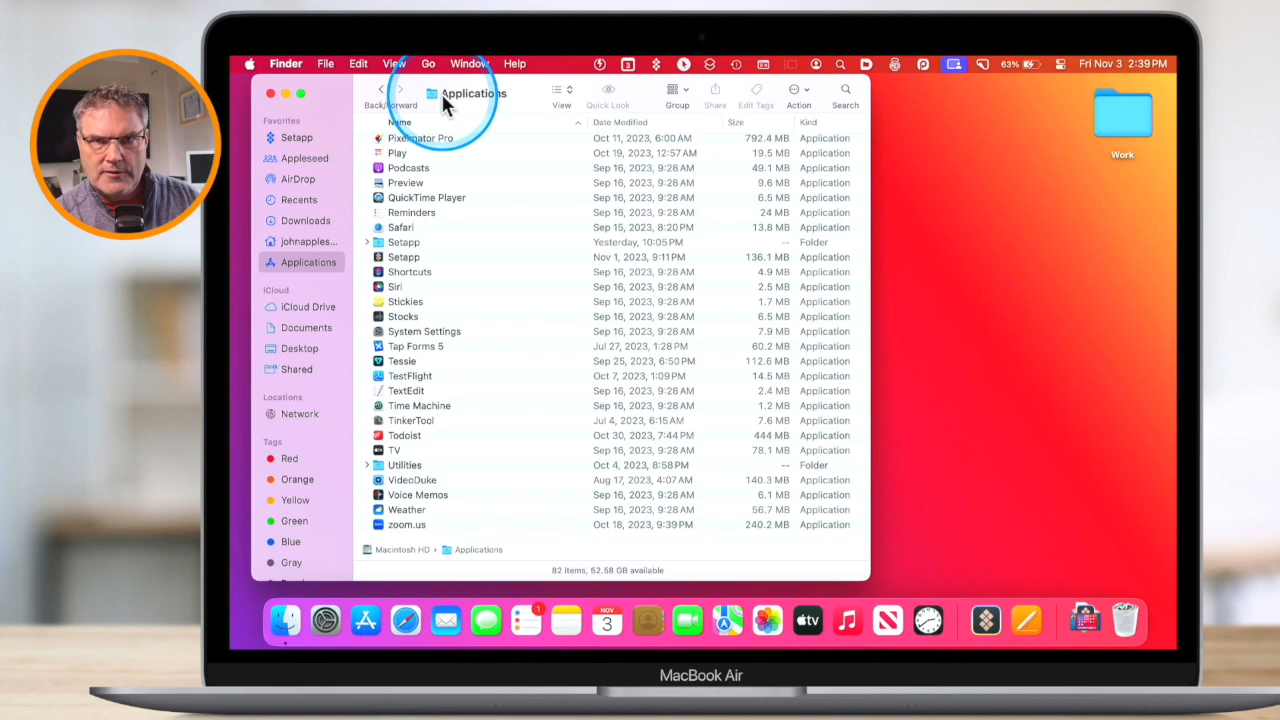 Finder File Edit View Go Window Help 3 63% Fri Nov 3 2:39 PM
Applications
Back/Forward View Quick Look Group Share Edit Tags Action Search
Name Date Modified Size Kind
Favorites
Setapp
Appleseed
AirDrop
Recents
Downloads
johnapples...
Applications
iCloud
iCloud Drive
Documents
Desktop
Shared
Locations
Network
Tags
Red
Orange
Yellow
Green
Blue
Gray
Pixelmator Pro Oct 11, 2023, 6:00 AM 792.4 MB Application
Play Oct 19, 2023, 12:57 AM 19.5 MB Application
Podcasts Sep 16, 2023, 9:28 AM 49.1 MB Application
Preview Sep 16, 2023, 9:28 AM 9.6 MB Application
QuickTime Player Sep 16, 2023, 9:28 AM 6.5 MB Application
Reminders Sep 16, 2023, 9:28 AM 24 MB Application
Safari Sep 15, 2023, 8:20 PM 13.8 MB Application
Setapp Yesterday, 10:05 PM -- Folder
Setapp Nov 1, 2023, 9:11 PM 136.1 MB Application
Shortcuts Sep 16, 2023, 9:28 AM 4.9 MB Application
Siri Sep 16, 2023, 9:28 AM 2.5 MB Application
Stickies Sep 16, 2023, 9:28 AM 1.7 MB Application
Stocks Sep 16, 2023, 9:28 AM 6.5 MB Application
System Settings Sep 16, 2023, 9:28 AM 7.9 MB Application
Tap Forms 5 Jul 27, 2023, 1:28 PM 60.2 MB Application
Tessie Sep 25, 2023, 6:50 PM 112.6 MB Application
TestFlight Oct 7, 2023, 1:09 PM 14.5 MB Application
TextEdit Sep 16, 2023, 9:28 AM 2.4 MB Application
Time Machine Sep 16, 2023, 9:28 AM 1.2 MB Application
TinkerTool Jul 4, 2023, 6:15 AM 7.6 MB Application
Todoist Oct 30, 2023, 7:44 PM 444 MB Application
TV Sep 16, 2023, 9:28 AM 78.1 MB Application
Utilities Oct 4, 2023, 8:58 PM -- Folder
VideoDuke Aug 17, 2023, 4:07 AM 140.3 MB Application
Voice Memos Sep 16, 2023, 9:28 AM 6.1 MB Application
Weather Sep 16, 2023, 9:28 AM 56.7 MB Application
zoom.us Oct 18, 2023, 9:39 PM 240.2 MB Application
Macintosh HD › Applications
82 items, 52.58 GB available
Work
1
NOV
3
tv
MacBook Air